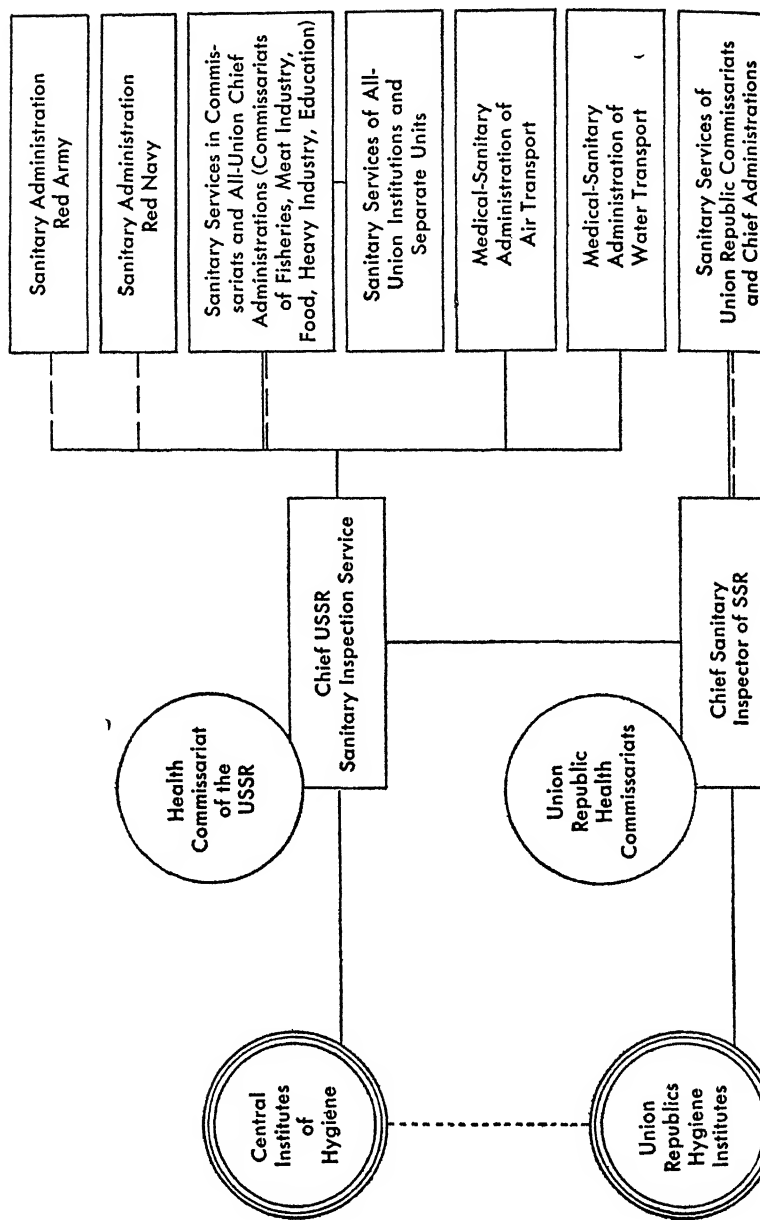 Health
Commissariat
of the
USSR
Central
Institutes
of
Hygiene
Chief USSR
Sanitary Inspection Service
Sanitary Administration
Red Army
Sanitary Administration
Red Navy
Sanitary Services in Commis-
sariats and All-Union Chief
Administrations (Commissariats
of Fisheries, Meat Industry,
Food, Heavy Industry, Education)
Sanitary Services of All-
Union Institutions and
Separate Units
Medical-Sanitary
Administration of
Air Transport
Medical-Sanitary
Administration of
Water Transport
Union
Republic
Health
Commissariats
Union
Republics
Hygiene
Institutes
Chief Sanitary
Inspector of SSR
Sanitary Services of
Union Republic Commissariats
and Chief Administrations